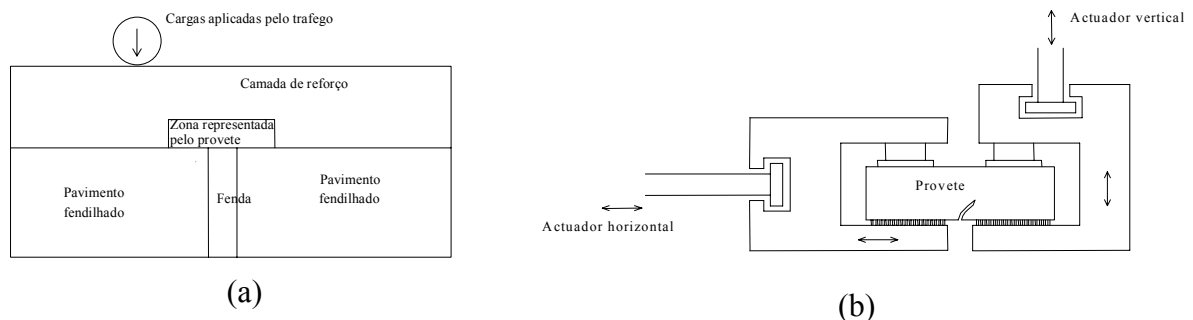 Cargas aplicadas pelo trafego
Camada de reforço
Zona representada
pelo provete
Pavimento
fendilhado
Fenda
Pavimento
fendilhado
(a)
Actuador vertical
Provete
Actuador horizontal
(b)